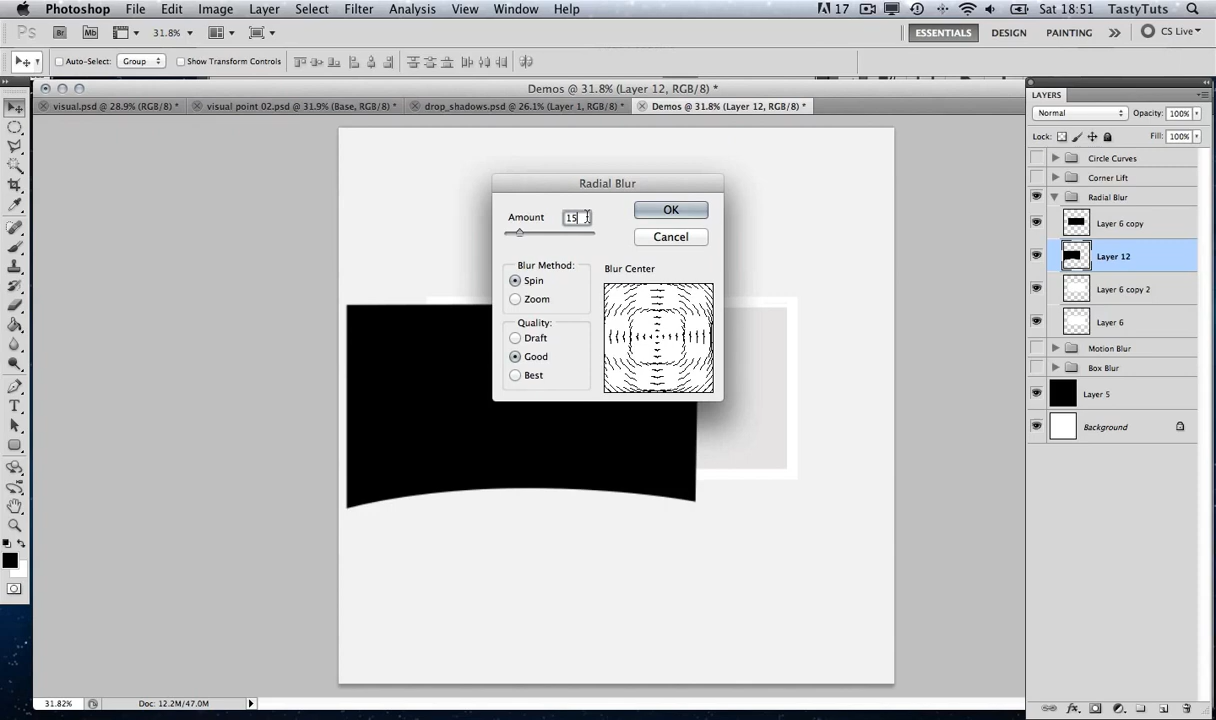 Photoshop File Edit Image Layer Select Filter Analysis View Window Help 17 Sat 18:51 TastyTuts
Ps Br Mb 31.8% ESSENTIALS DESIGN PAINTING >> CS Live
Auto-Select: Group Show Transform Controls
Demos @ 31.8% (Layer 12, RGB/8) *
visual.psd @ 28.9% (RGB/8) * visual point 02.psd @ 31.9% (Base, RGB/8) * drop_shadows.psd @ 26.1% (Layer 1, RGB/8) * Demos @ 31.8% (Layer 12, RGB/8) *
Radial Blur
Amount 15
OK
Cancel
Blur Method:
Spin
Zoom
Quality:
Draft
Good
Best
Blur Center
LAYERS
Normal Opacity: 100%
Lock: Fill: 100%
Circle Curves
Corner Lift
Radial Blur
Layer 6 copy
Layer 12
Layer 6 copy 2
Layer 6
Motion Blur
Box Blur
Layer 5
Background
T
fx
31.82% Doc: 12.2M/47.0M